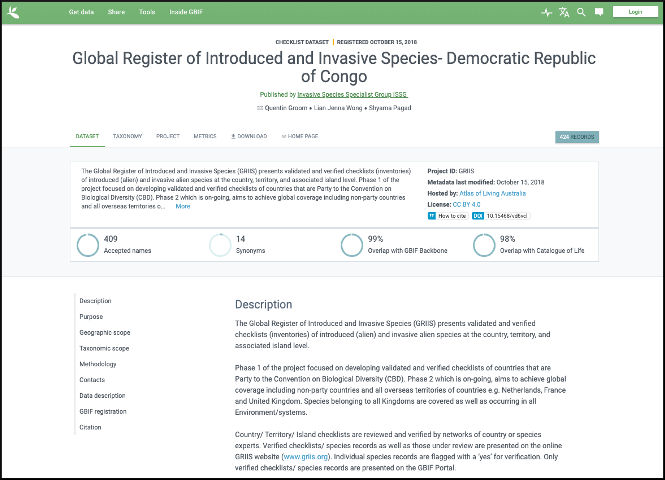 Get data Share Tools Inside GBIF Login
CHECKLIST DATASET | REGISTERED OCTOBER 15, 2018
Global Register of Introduced and Invasive Species- Democratic Republic
of Congo
Published by Invasive Species Specialist Group ISSG
Quentin Groom • Lian Jenna Wong • Shyama Pagad
DATASET TAXONOMY PROJECT METRICS DOWNLOAD HOME PAGE 424 RECORDS
The Global Register of Introduced and Invasive Species (GRIIS) presents validated and verified checklists (inventories)
of introduced (alien) and invasive alien species at the country, territory, and associated island level. Phase 1 of the
project focused on developing validated and verified checklists of countries that are Party to the Convention on
Biological Diversity (CBD). Phase 2 which is on-going, aims to achieve global coverage including non-party countries
and all overseas territories o... More
Project ID: GRIIS
Metadata last modified: October 15, 2018
Hosted by: Atlas of Living Australia
License: CC BY 4.0
How to cite DOI 10.15468/vd6xcl
409
Accepted names
14
Synonyms
99%
Overlap with GBIF Backbone
98%
Overlap with Catalogue of Life
Description
Purpose
Geographic scope
Taxonomic scope
Methodology
Contacts
Data description
GBIF registration
Citation
Description
The Global Register of Introduced and Invasive Species (GRIIS) presents validated and verified
checklists (inventories) of introduced (alien) and invasive alien species at the country, territory, and
associated island level.
Phase 1 of the project focused on developing validated and verified checklists of countries that are
Party to the Convention on Biological Diversity (CBD). Phase 2 which is on-going, aims to achieve global
coverage including non-party countries and all overseas territories of countries e.g. Netherlands, France
and United Kingdom. Species belonging to all Kingdoms are covered as well as occurring in all
Environment/systems.
Country/ Territory/ Island checklists are reviewed and verified by networks of country or species
experts. Verified checklists/ species records as well as those under review are presented on the online
GRIIS website (www.griis.org). Individual species records are flagged with a 'yes' for verification. Only
verified checklists/ species records are presented on the GBIF Portal.